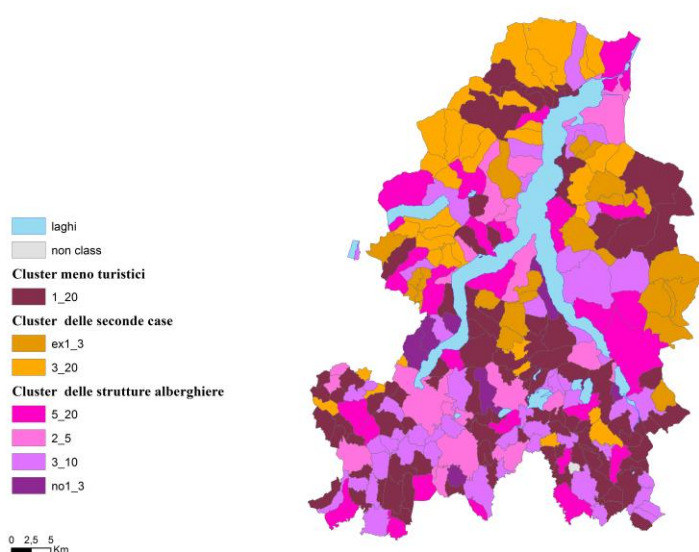 laghi
non class
Cluster meno turistici
1_20
Cluster delle seconde case
ex1_3
3_20
Cluster delle strutture alberghiere
5_20
2_5
3_10
no1_3
0 2,5 5
Km